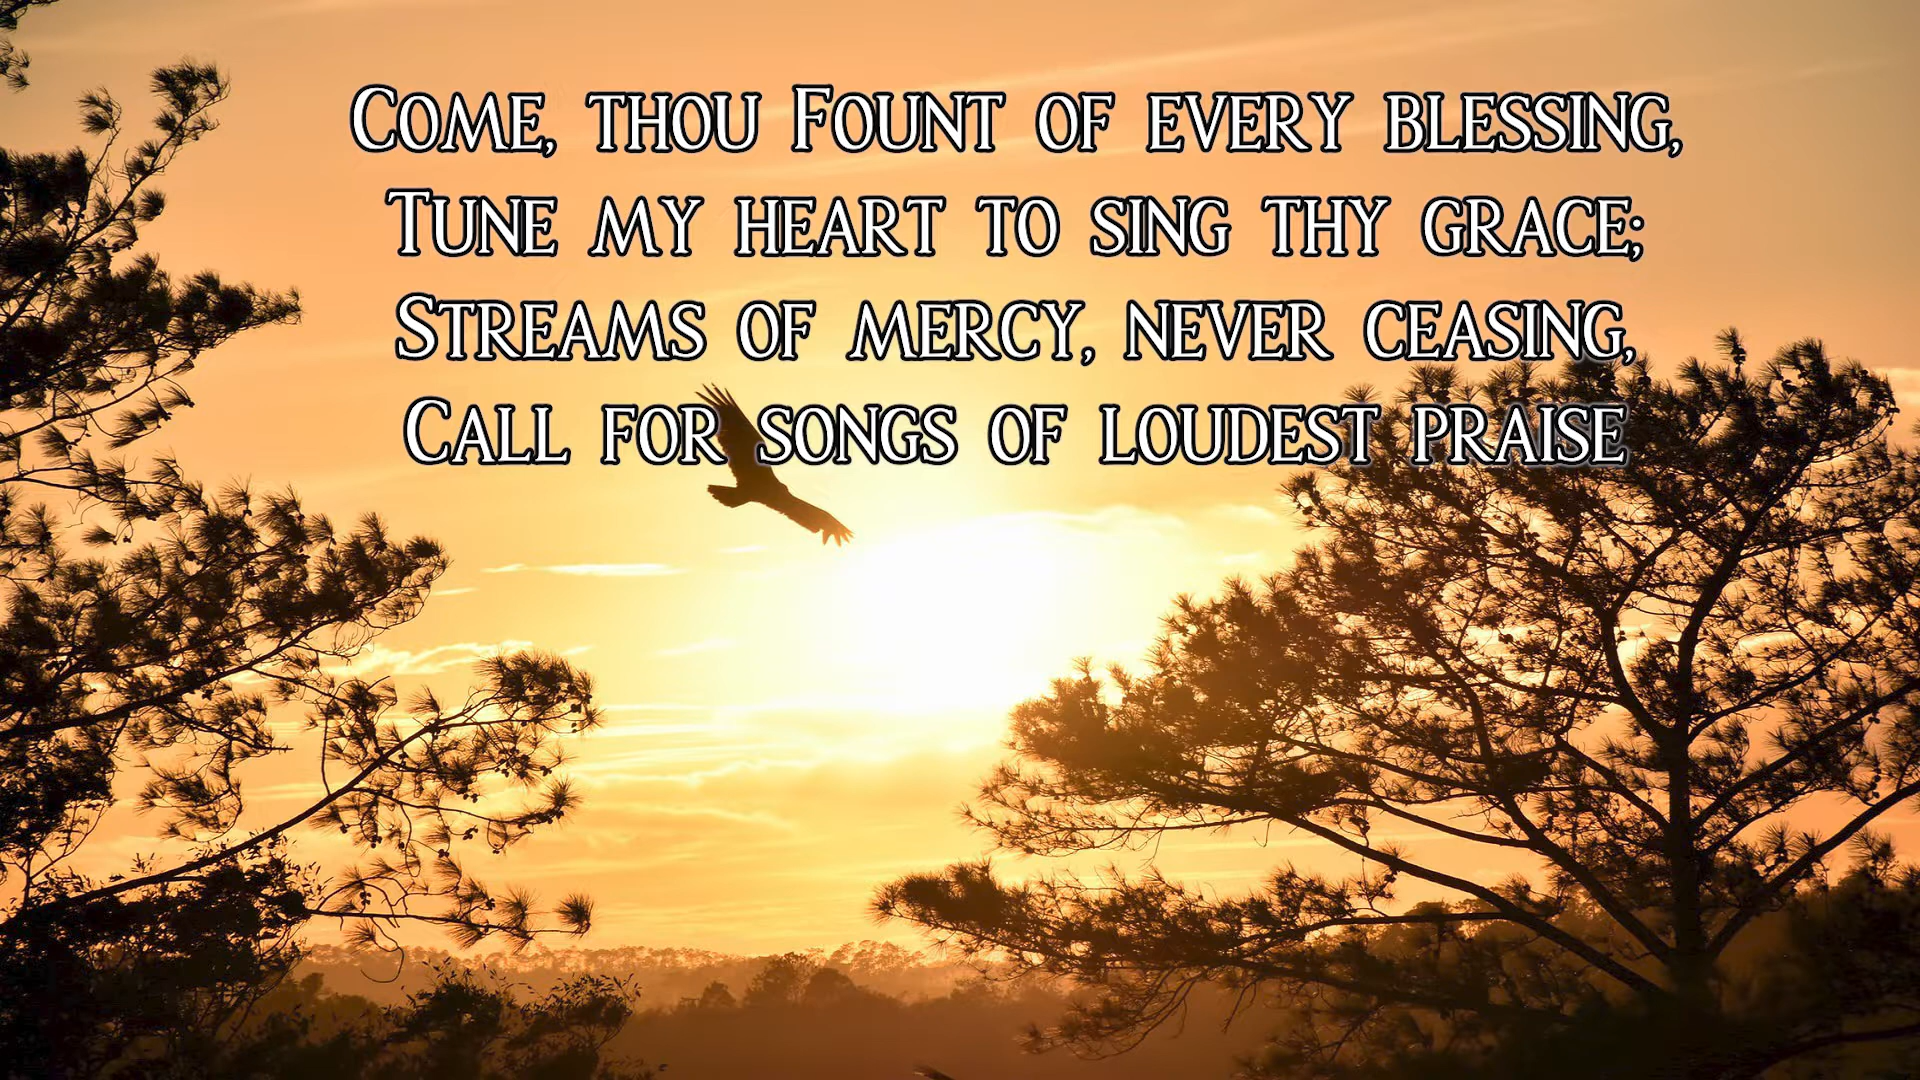 Come, thou Fount of every blessing,
Tune my heart to sing thy grace;
Streams of mercy, never ceasing,
Call for songs of loudest praise